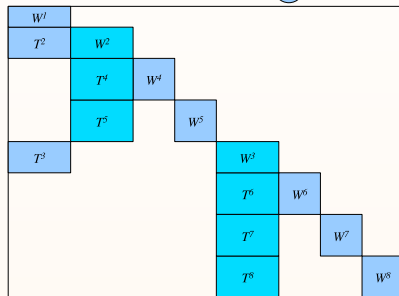 W¹
T² W²
T⁴ W⁴
T⁵ W⁵
T³ W³
T⁶ W⁶
T⁷ W⁷
T⁸ W⁸